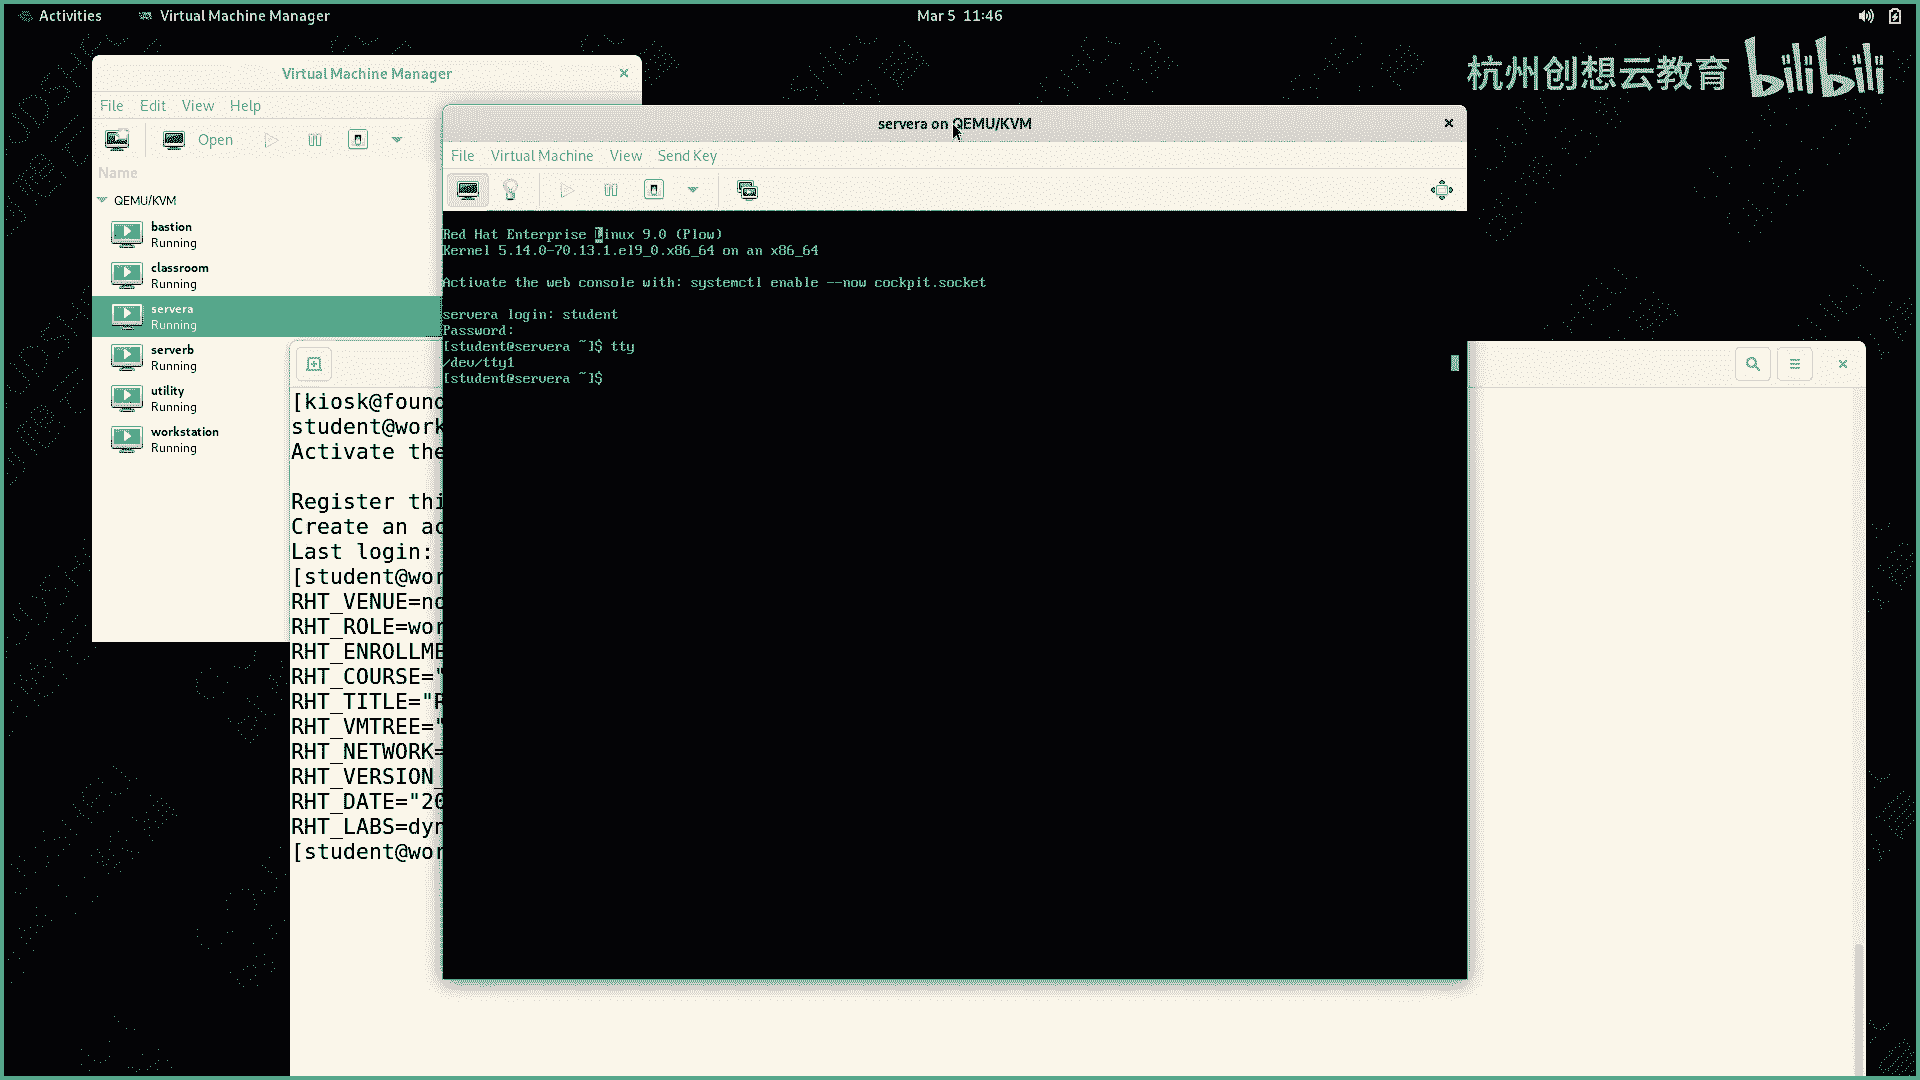 Activities
Virtual Machine Manager
Mar 5 11:46
杭州创想云教育 bilibili
Virtual Machine Manager
File Edit View Help
Open
Name
QEMU/KVM
bastion
Running
classroom
Running
servera
Running
serverb
Running
utility
Running
workstation
Running
servera on QEMU/KVM
File Virtual Machine View Send Key
Red Hat Enterprise Linux 9.0 (Plow)
Kernel 5.14.0-70.13.1.el9_0.x86_64 on an x86_64
Activate the web console with: systemctl enable --now cockpit.socket
servera login: student
Password:
[student@servera ~]$ tty
/dev/tty1
[student@servera ~]$
[kiosk@found
student@work
Activate the
Register thi
Create an ac
Last login:
[student@wor
RHT_VENUE=no
RHT_ROLE=wor
RHT_ENROLLME
RHT_COURSE="
RHT_TITLE="R
RHT_VMTREE="
RHT_NETWORK=
RHT_VERSION_
RHT_DATE="20
RHT_LABS=dyn
[student@wor